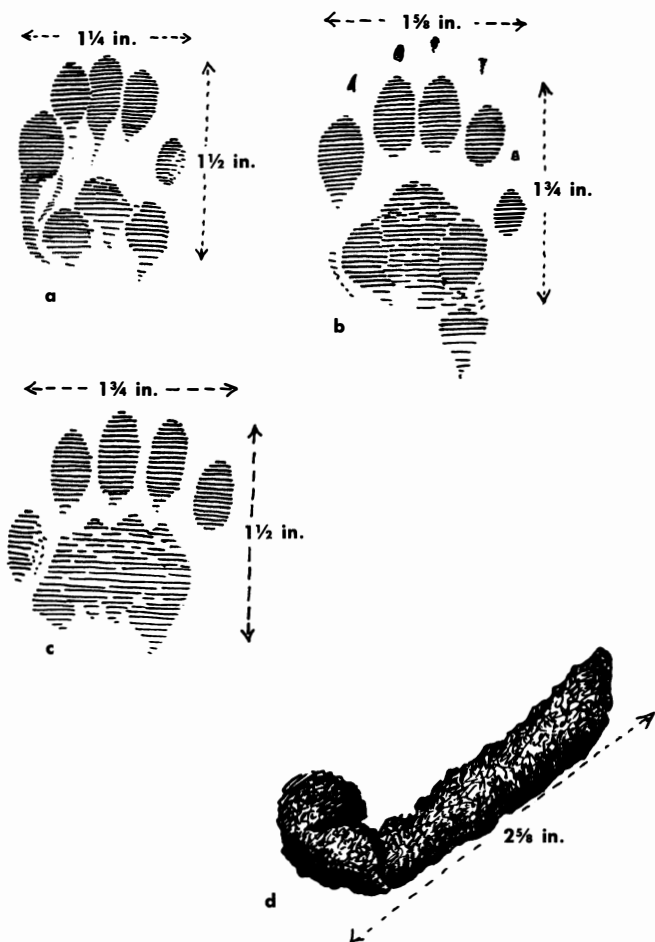 1¼ in.
1⅝ in.
1½ in.
1¾ in.
a
b
1¾ in.
1½ in.
c
2⅝ in.
d